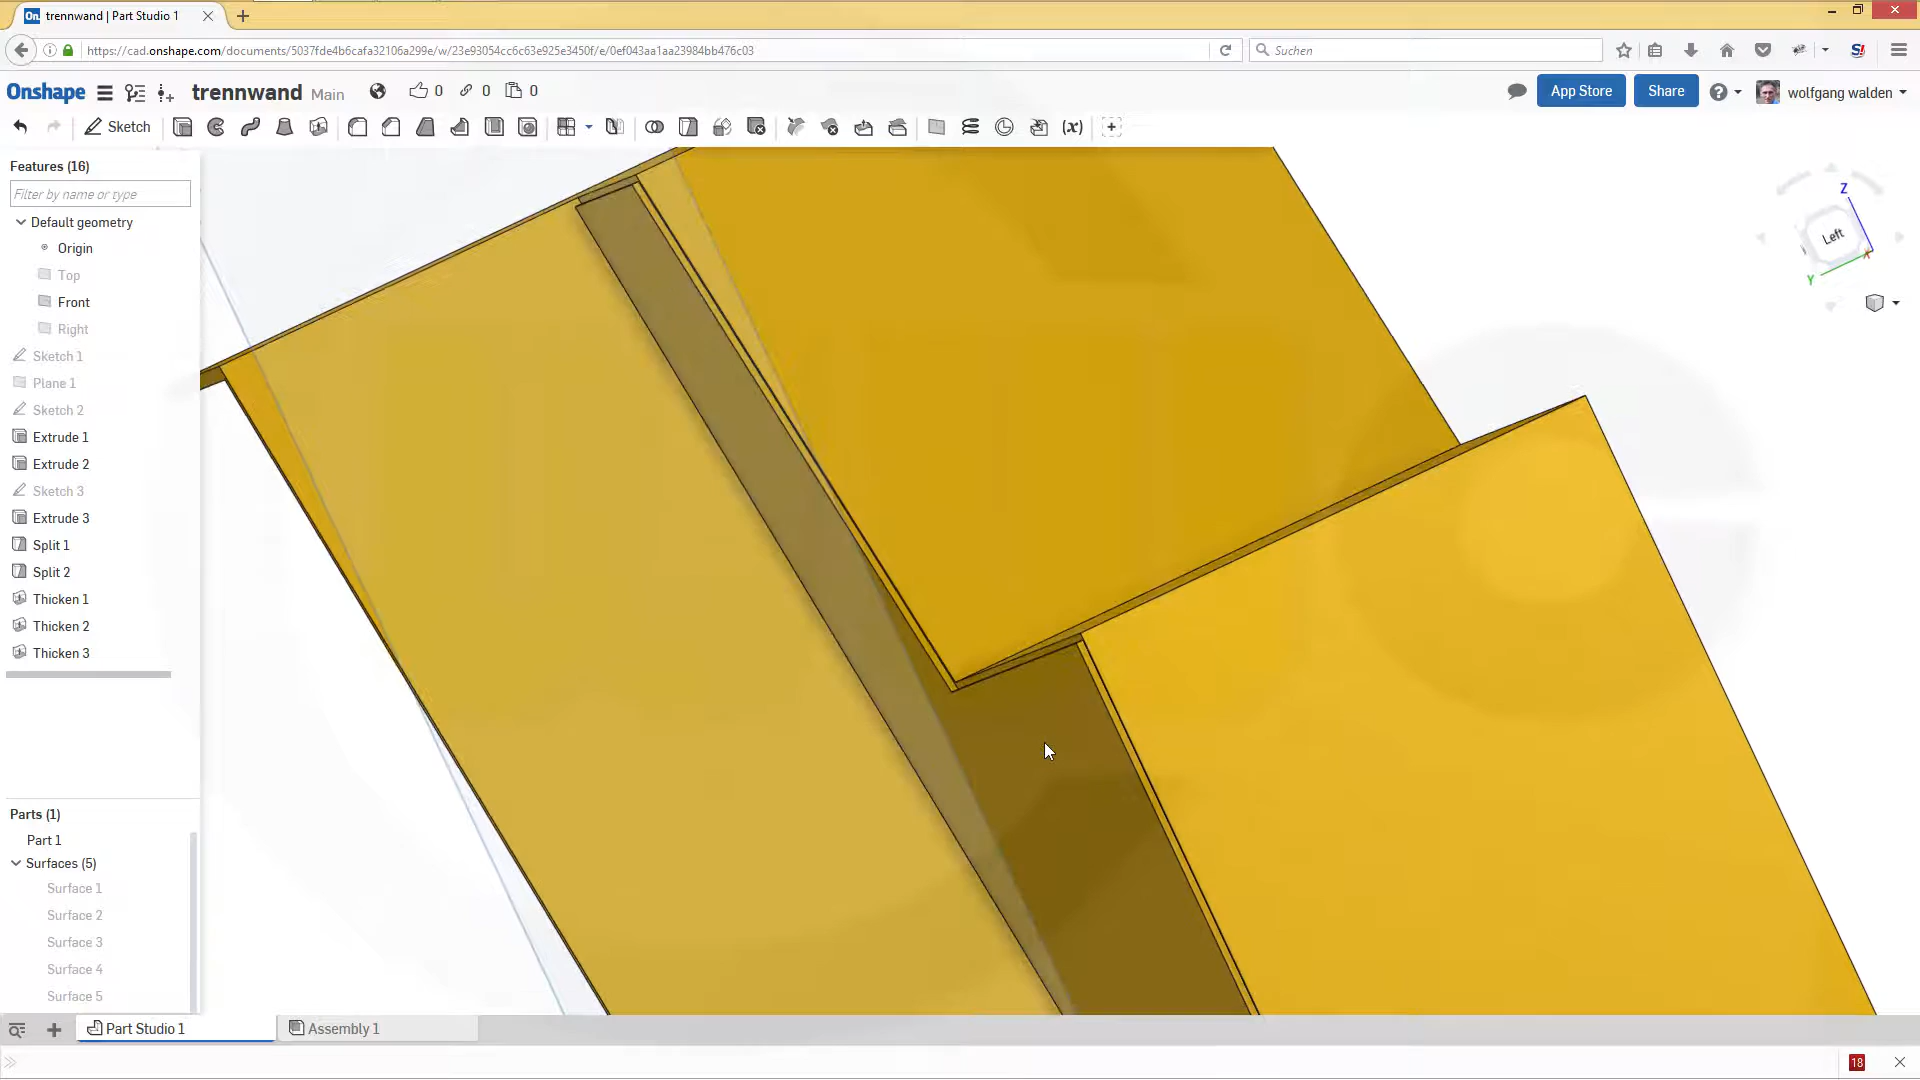 On trennwand | Part Studio 1
https://cad.onshape.com/documents/5037fde4b6cafa32106a299e/w/23e93054cc6c63e925e3450f/e/0ef043aa1aa23984bb476c03
Suchen
Onshape trennwand Main 0 0 0 App Store Share wolfgang walden
Sketch (x)
Features (16)
Filter by name or type
Default geometry
Origin
Top
Front
Right
Sketch 1
Plane 1
Sketch 2
Extrude 1
Extrude 2
Sketch 3
Extrude 3
Split 1
Split 2
Thicken 1
Thicken 2
Thicken 3
Z
Left
X
Y
Parts (1)
Part 1
Surfaces (5)
Surface 1
Surface 2
Surface 3
Surface 4
Surface 5
Part Studio 1 Assembly 1
18